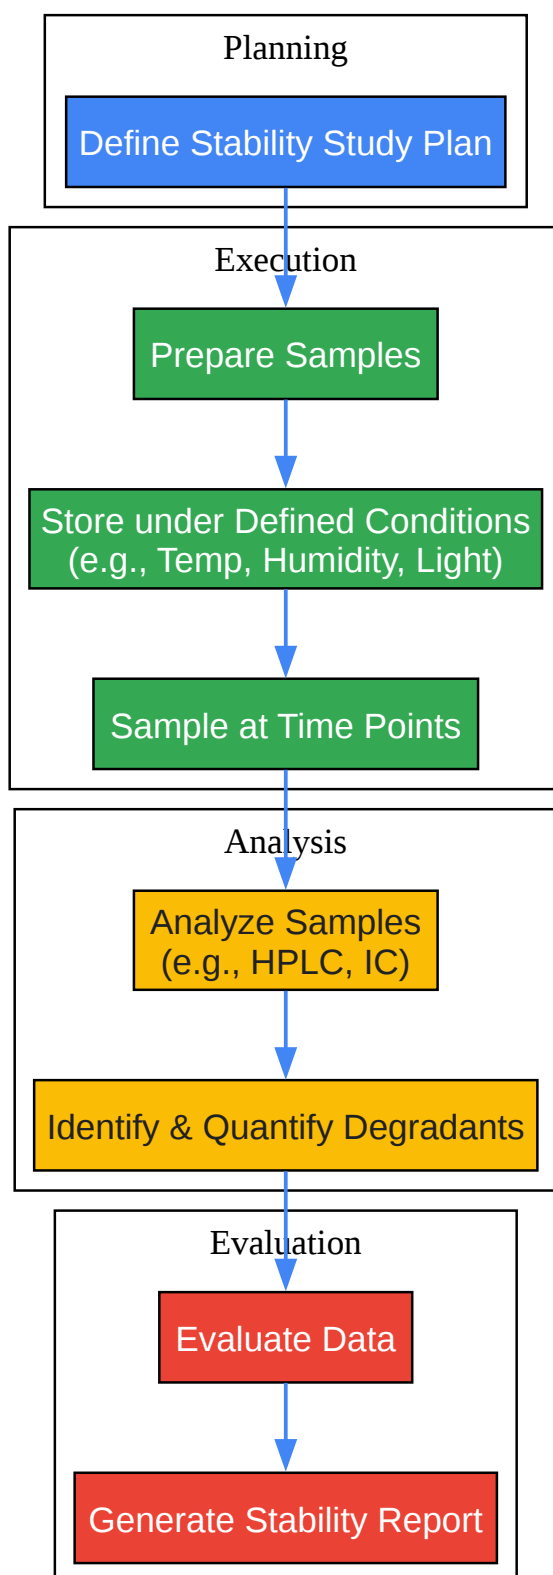 Planning
Define Stability Study Plan
Execution
Prepare Samples
Store under Defined Conditions
(e.g., Temp, Humidity, Light)
Sample at Time Points
Analysis
Analyze Samples
(e.g., HPLC, IC)
Identify & Quantify Degradants
Evaluation
Evaluate Data
Generate Stability Report